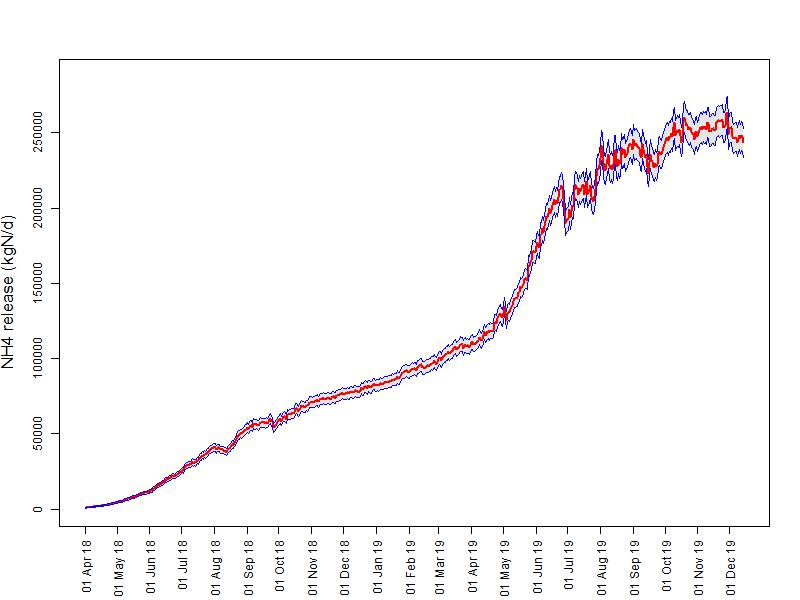 NH4 release (kgN/d)
250000
200000
150000
100000
50000
0
01 Apr 18
01 May 18
01 Jun 18
01 Jul 18
01 Aug 18
01 Sep 18
01 Oct 18
01 Nov 18
01 Dec 18
01 Jan 19
01 Feb 19
01 Mar 19
01 Apr 19
01 May 19
01 Jun 19
01 Jul 19
01 Aug 19
01 Sep 19
01 Oct 19
01 Nov 19
01 Dec 19